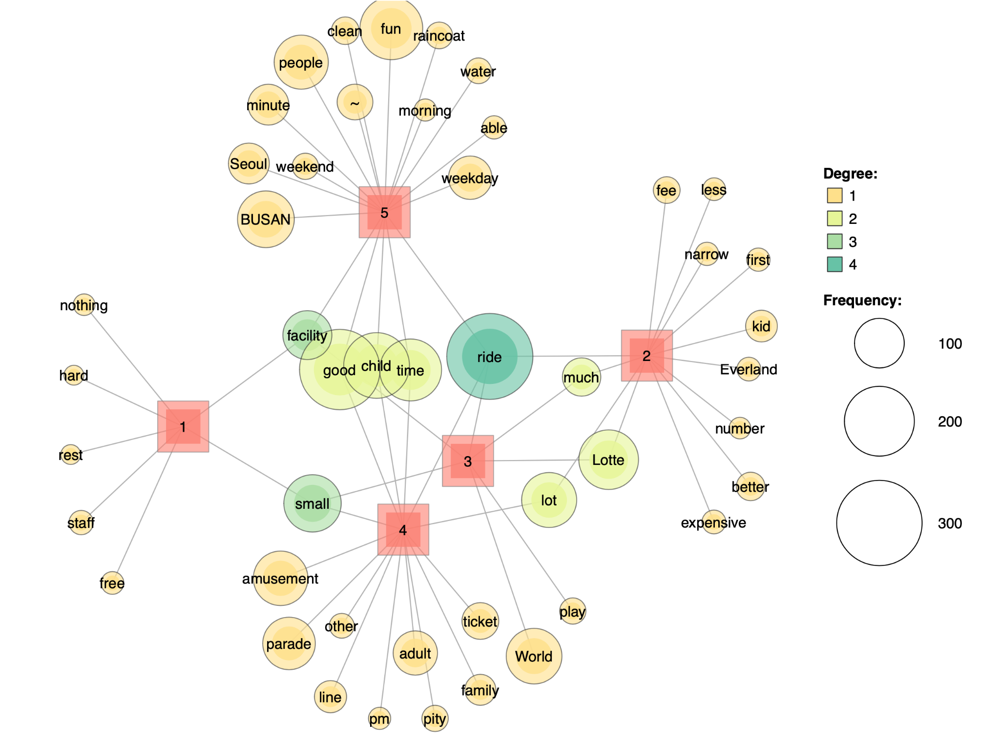 fun
clean
raincoat
people
water
~
minute
morning
able
Seoul
weekend
weekday
BUSAN
5
fee
less
narrow
first
nothing
facility
kid
good
child
time
ride
2
much
Everland
hard
1
number
rest
3
Lotte
small
lot
better
staff
4
expensive
amusement
free
play
other
ticket
parade
adult
World
line
family
pm
pity
Degree:
1
2
3
4
Frequency:
100
200
300